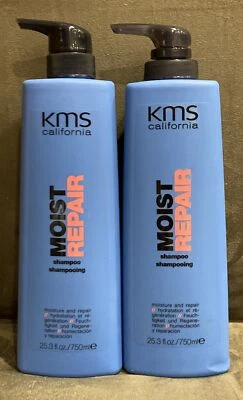 kms
california
MOIST
REPAIR
shampoo
shampooing
moisture and repair
hydratation et ré-
génération Feuch-
tigkeit und Regene-
ration humectación
y reparación
25.3 fl.oz./750ml
kms
california
MOIST
REPAIR
shampoo
shampooing
moisture and repair
hydratation et ré-
génération Feuch-
tigkeit und Regene-
ration humectación
y reparación
25.3 fl.oz./750ml